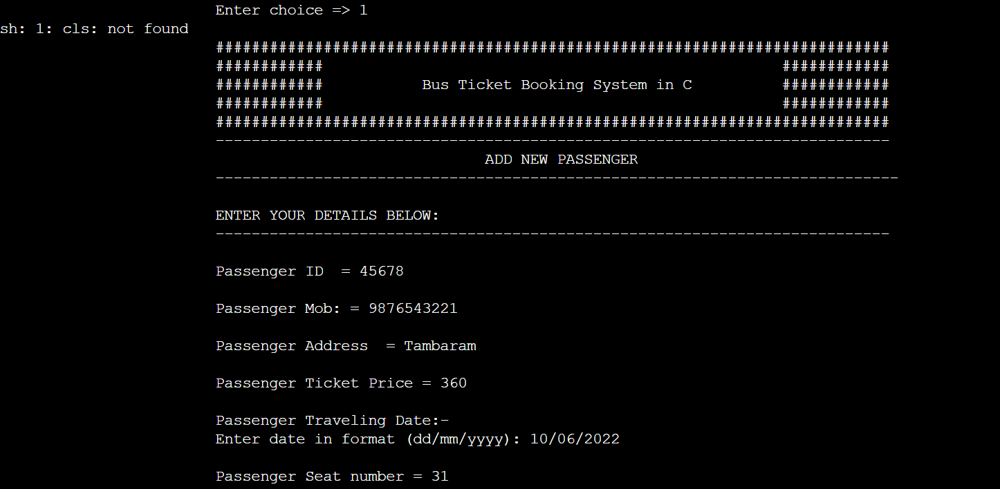 Enter choice => 1
sh: 1: cls: not found
###########################################################################
############ ############
############ Bus Ticket Booking System in C ############
############ ############
###########################################################################
---------------------------------------------------------------------------
ADD NEW PASSENGER
----------------------------------------------------------------------------
ENTER YOUR DETAILS BELOW:
---------------------------------------------------------------------------
Passenger ID  = 45678
Passenger Mob: = 9876543221
Passenger Address  = Tambaram
Passenger Ticket Price = 360
Passenger Traveling Date:-
Enter date in format (dd/mm/yyyy): 10/06/2022
Passenger Seat number = 31